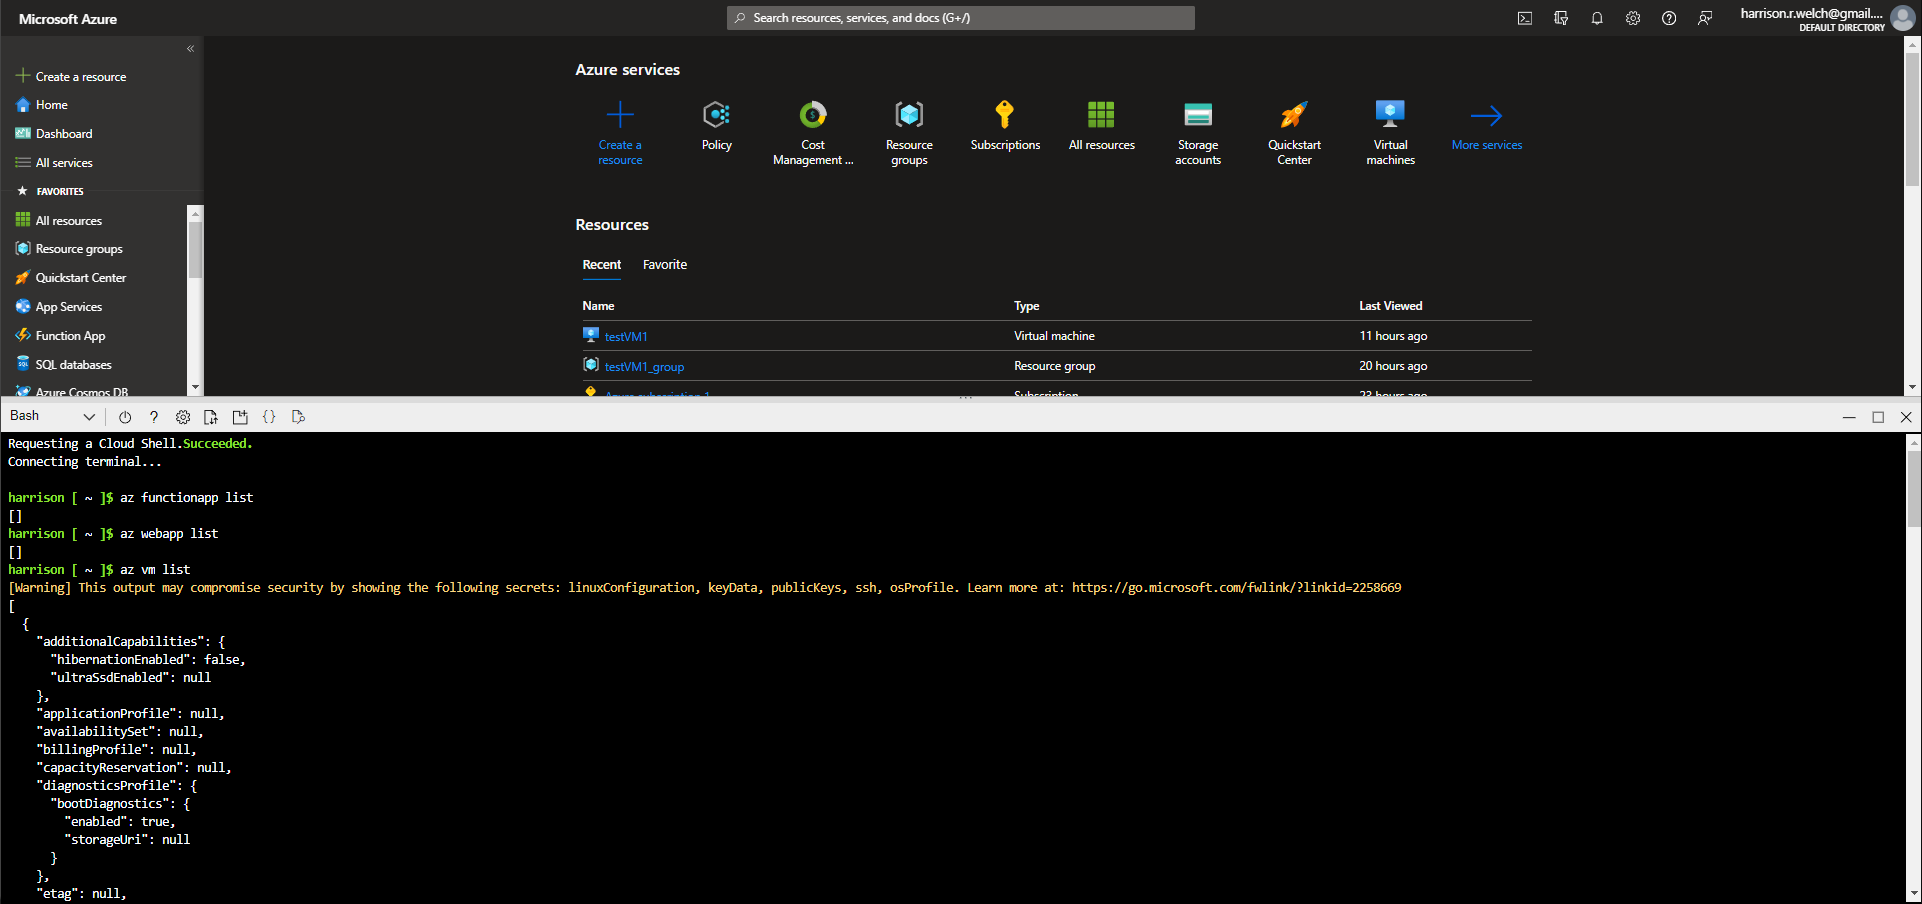 Microsoft Azure
Search resources, services, and docs (G+/)
harrison.r.welch@gmail....
DEFAULT DIRECTORY
Create a resource
Home
Dashboard
All services
FAVORITES
All resources
Resource groups
Quickstart Center
App Services
Function App
SQL databases
Azure Cosmos DB
Azure services
Create a resource
Policy
Cost Management ...
Resource groups
Subscriptions
All resources
Storage accounts
Quickstart Center
Virtual machines
More services
Resources
Recent Favorite
Name Type Last Viewed
testVM1 Virtual machine 11 hours ago
testVM1_group Resource group 20 hours ago
Azure subscription 1 Subscription 23 hours ago
Bash
Requesting a Cloud Shell.Succeeded.
Connecting terminal...
harrison [ ~ ]$ az functionapp list
[]
harrison [ ~ ]$ az webapp list
[]
harrison [ ~ ]$ az vm list
[Warning] This output may compromise security by showing the following secrets: linuxConfiguration, keyData, publicKeys, ssh, osProfile. Learn more at: https://go.microsoft.com/fwlink/?linkid=2258669
[
  {
    "additionalCapabilities": {
      "hibernationEnabled": false,
      "ultraSsdEnabled": null
    },
    "applicationProfile": null,
    "availabilitySet": null,
    "billingProfile": null,
    "capacityReservation": null,
    "diagnosticsProfile": {
      "bootDiagnostics": {
        "enabled": true,
        "storageUri": null
      }
    },
    "etag": null,